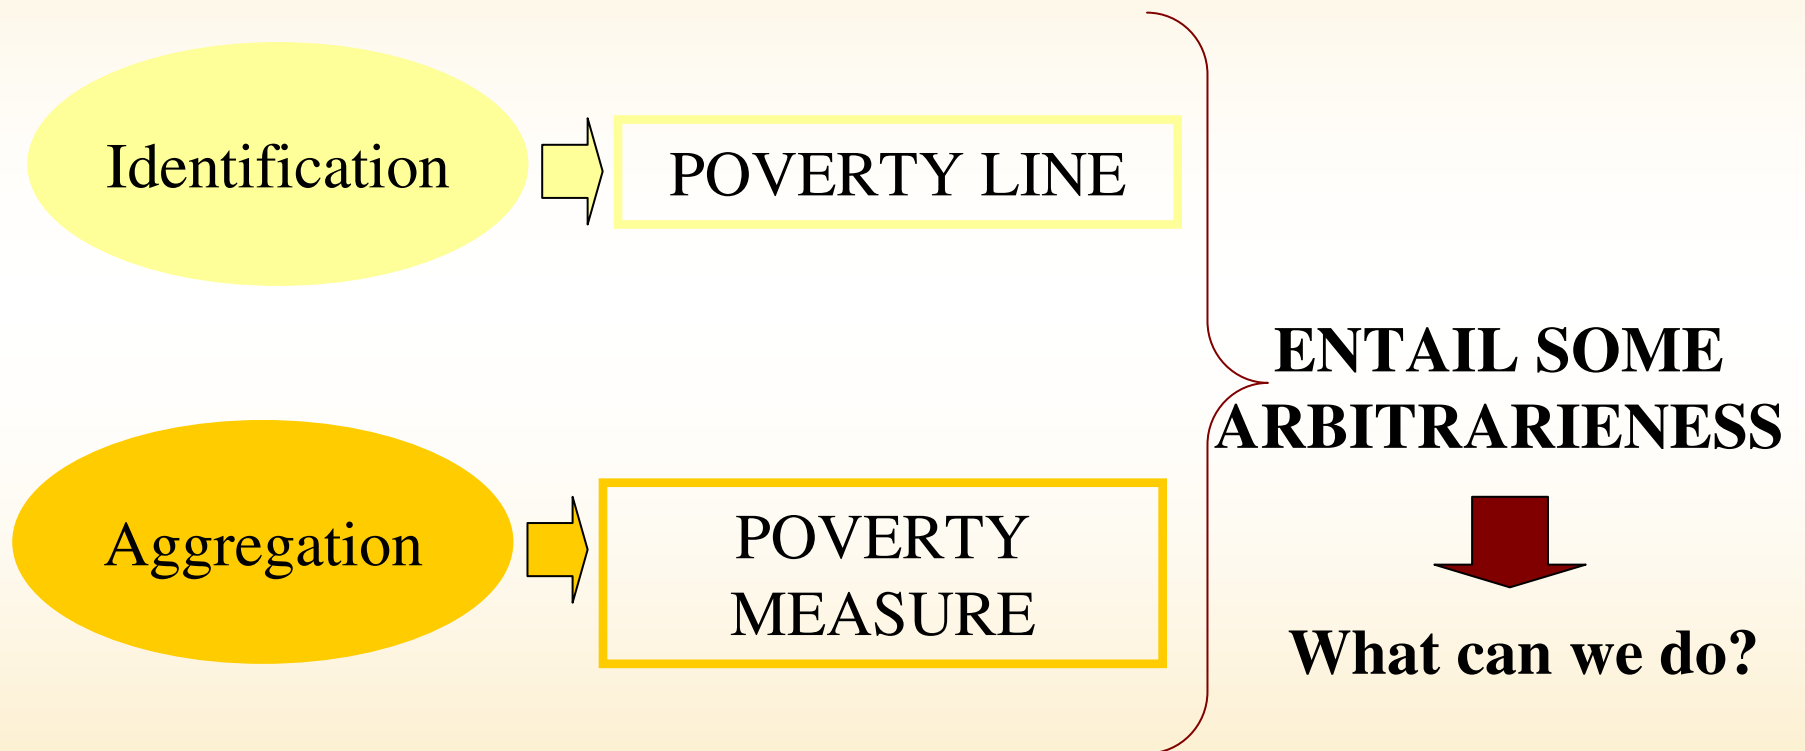 Identification
POVERTY LINE
Aggregation
POVERTY
MEASURE
ENTAIL SOME
ARBITRARIENESS
What can we do?